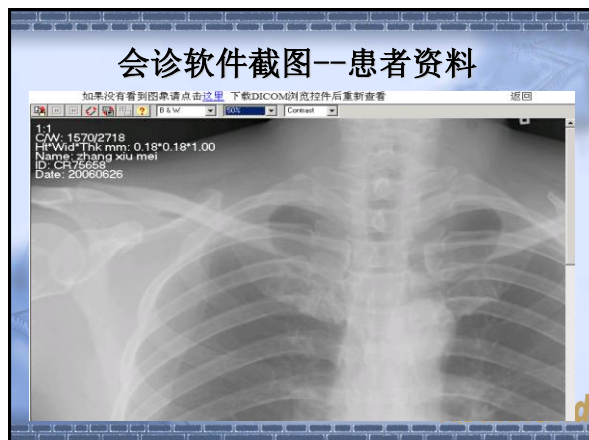 会诊软件截图--患者资料
如果没有看到图象请点击这里 下载DICOM浏览控件后重新查看 返回
B & W 50% Contrast
1:1
C/W: 1570/2718
Ht*Wid*Thk mm: 0.18*0.18*1.00
Name: zhang xiu mei
ID: CR75658
Date: 20060626
d